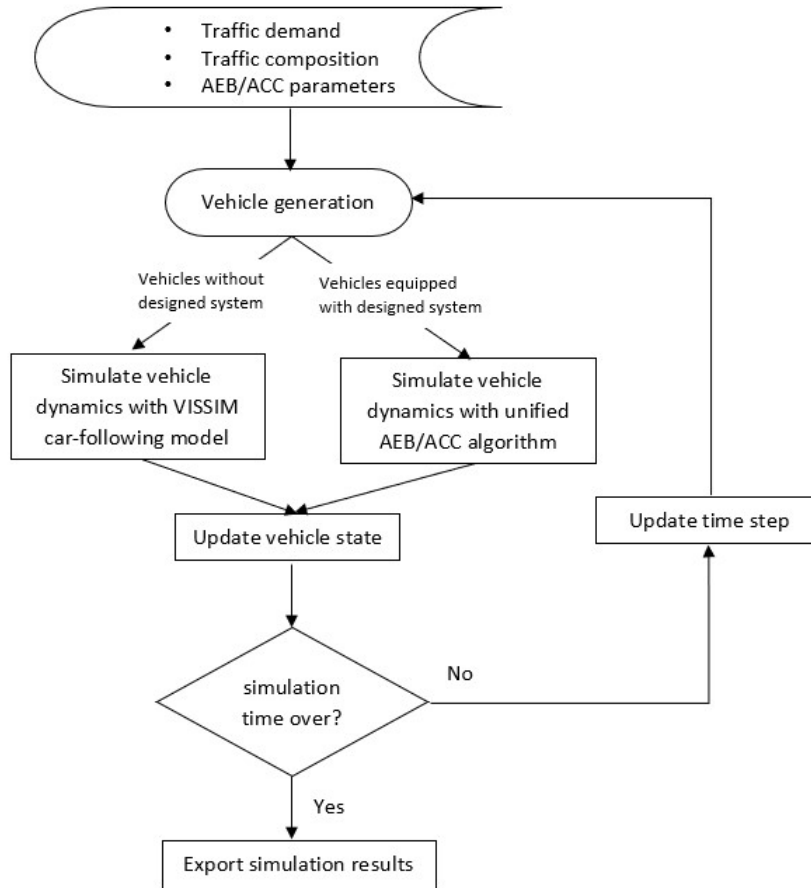 • Traffic demand
• Traffic composition
• AEB/ACC parameters
Vehicle generation
Vehicles without
designed system
Vehicles equipped
with designed system
Simulate vehicle
dynamics with VISSIM
car-following model
Simulate vehicle
dynamics with unified
AEB/ACC algorithm
Update vehicle state
Update time step
simulation
time over?
No
Yes
Export simulation results